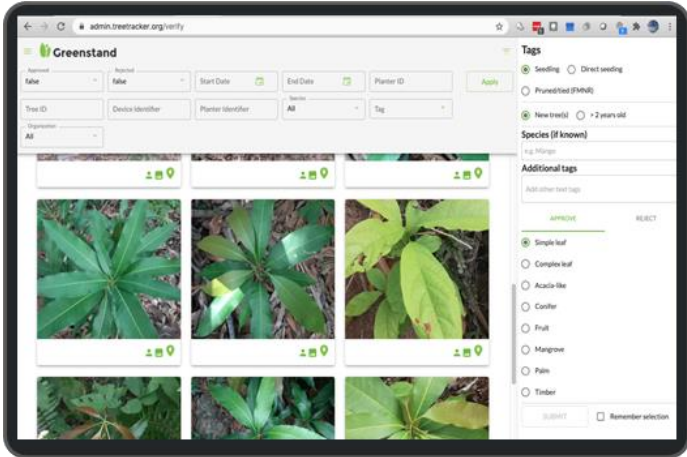 admin.treetracker.org/verify
Greenstand
Approved
false
Rejected
false
Start Date
End Date
Planter ID
Apply
Tree ID
Device Identifier
Planter Identifier
Species
All
Tag
Organization
All
Tags
Seedling Direct seeding
Pruned/tied (FMNR)
New tree(s) > 2 years old
Species (if known)
e.g. Mango
Additional tags
Add other text tags
APPROVE REJECT
Simple leaf
Complex leaf
Acacia-like
Conifer
Fruit
Mangrove
Palm
Timber
SUBMIT Remember selection